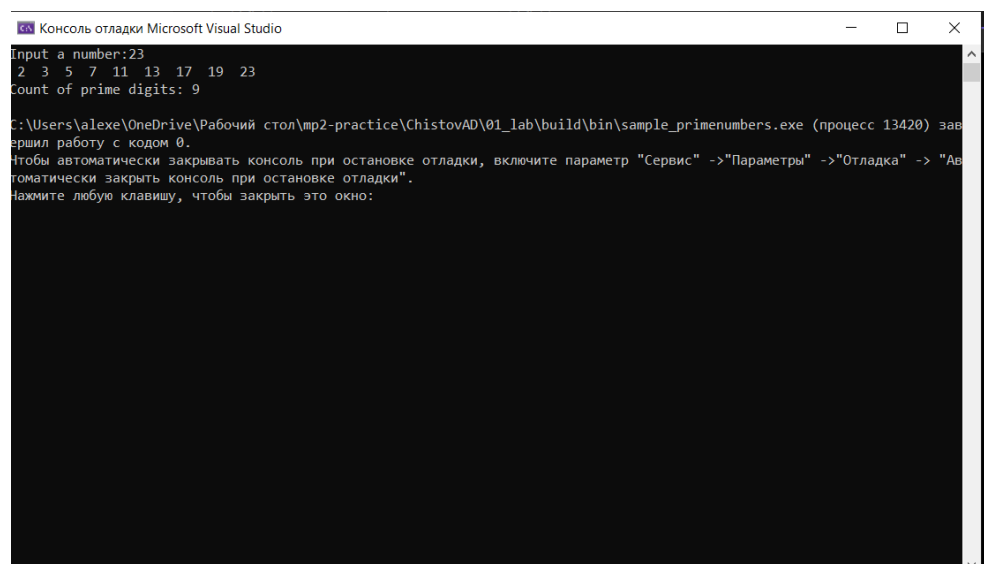 Консоль отладки Microsoft Visual Studio
Input a number:23
2 3 5 7 11 13 17 19 23
Count of prime digits: 9
C:\Users\alexe\OneDrive\Рабочий стол\mp2-practice\ChistovAD\01_lab\build\bin\sample_primenumbers.exe (процесс 13420) зав
ершил работу с кодом 0.
Чтобы автоматически закрывать консоль при остановке отладки, включите параметр "Сервис" ->"Параметры" ->"Отладка" -> "Ав
томатически закрыть консоль при остановке отладки".
Нажмите любую клавишу, чтобы закрыть это окно: